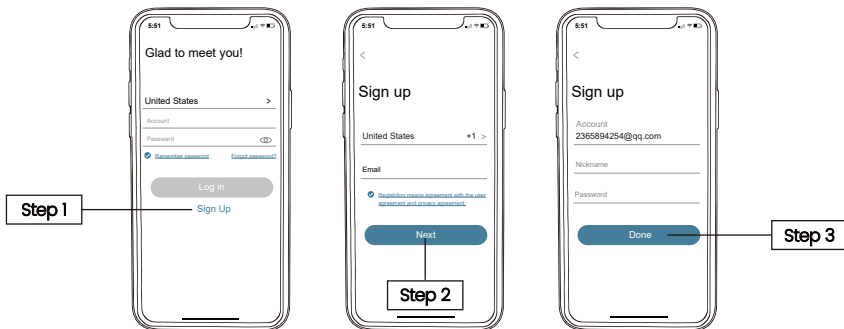 5:51
Glad to meet you!
United States >
Account
Password
Remember password Forgot password?
Log in
Sign Up
Step 1
5:51
<
Sign up
United States +1 >
Email
Registrtion means agreement with the user
agreement and privacy agreement.
Next
Step 2
5:51
<
Sign up
Account
2365894254@qq.com
Nickname
Password
Done
Step 3